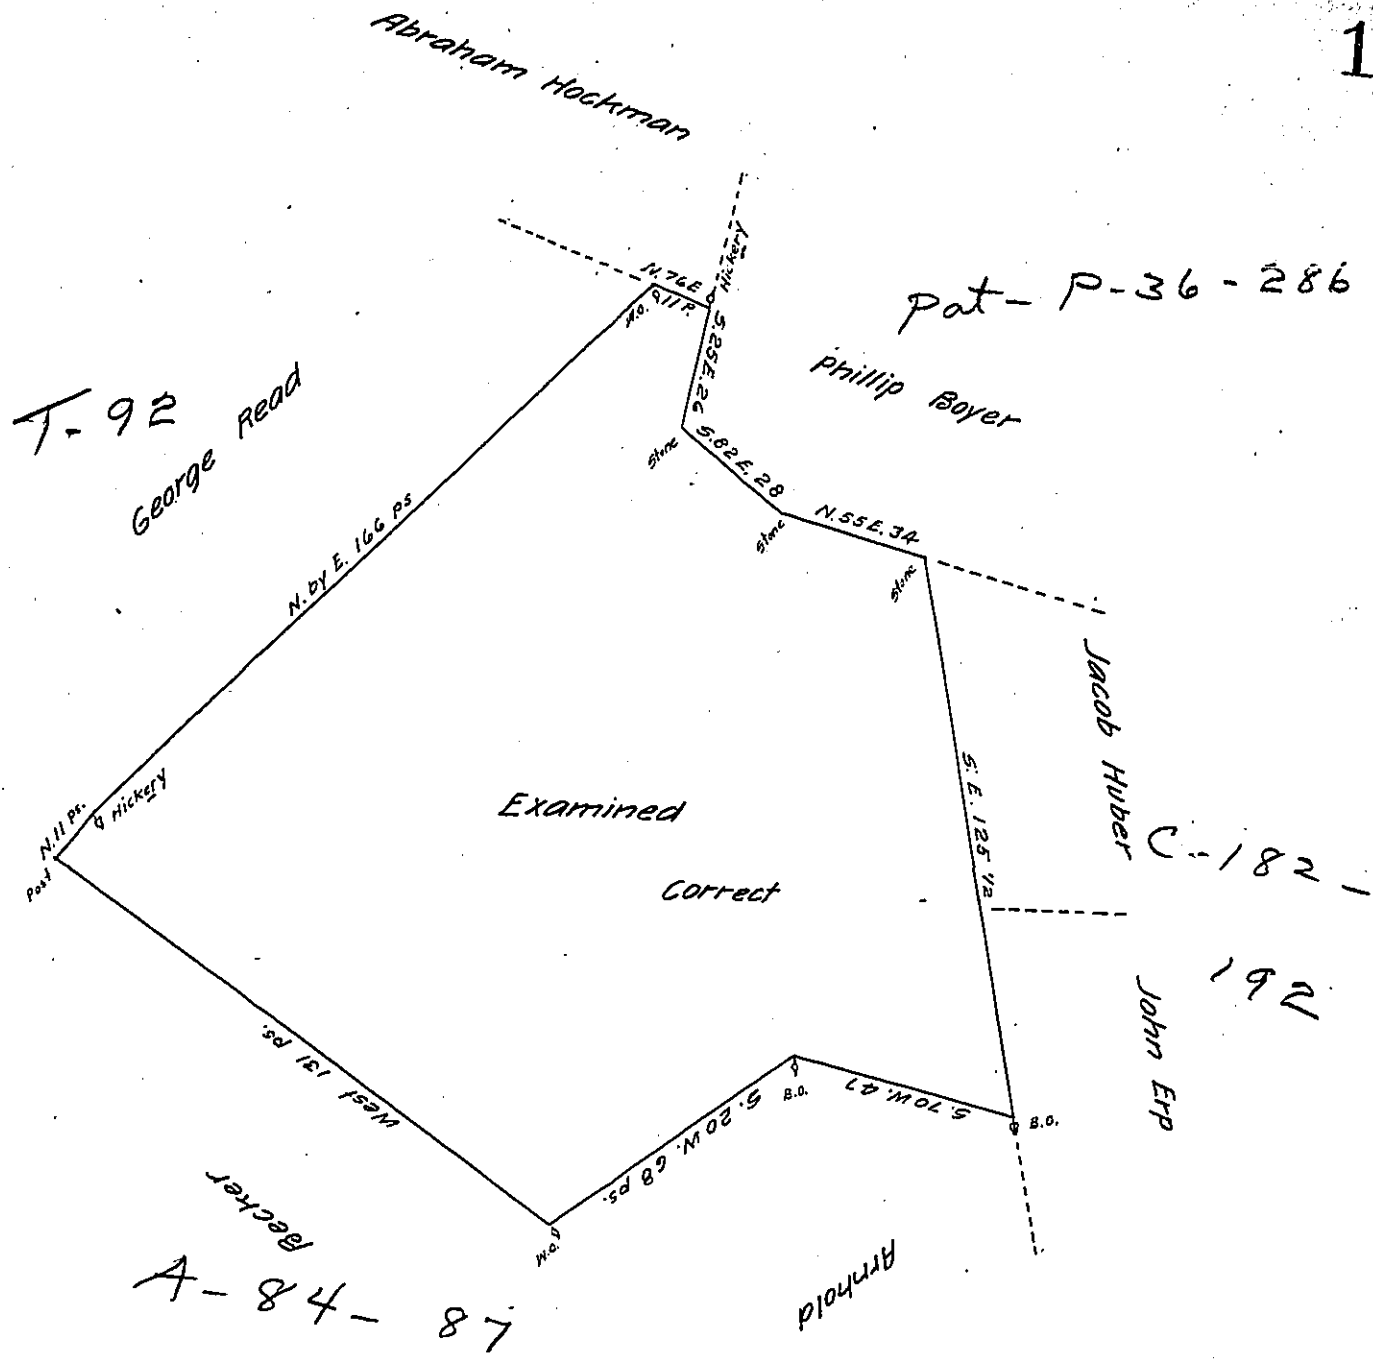 1
Abraham Hockman
Hickery
N.76E
11 P.
pat- P-36-286
S.25E.26
phillip Boyer
T-92
George Read
Stone
S.82E.28
Stone
N.55E.34
Stone
N. by E. 166 ps
Jacob Huber
S.E. 125 1/2
Hickery
N.11 ps.
Post
Examined
Correct
C-182-
192
John Erp
West 131 ps.
S.20W. 68 ps.
B.O.
S.70W.47
B.O.
Becker
W.O.
Arnhold
A-84-87